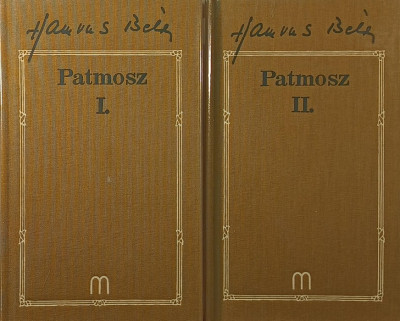 Hamvas Béla
Patmosz
I.
m
Hamvas Béla
Patmosz
II.
m